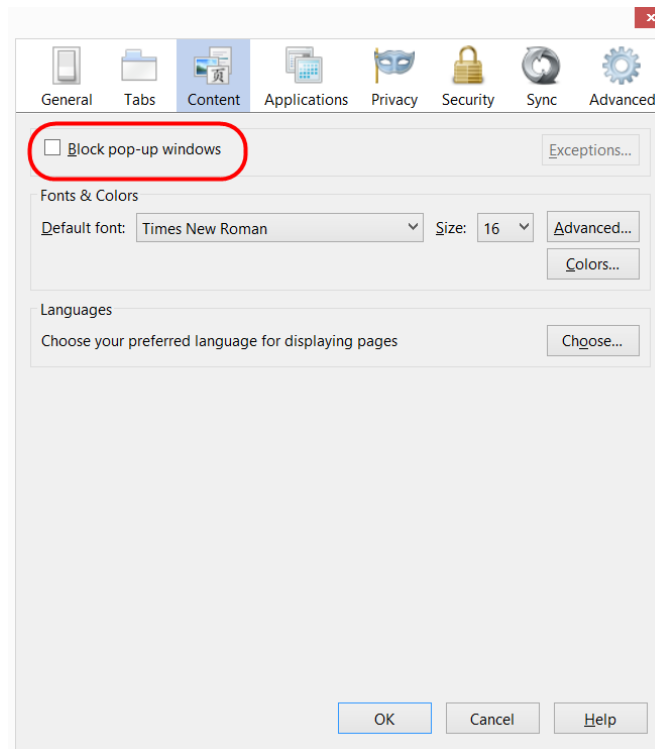 General Tabs Content Applications Privacy Security Sync Advanced
Block pop-up windows Exceptions...
Fonts & Colors
Default font: Times New Roman Size: 16 Advanced...
Colors...
Languages
Choose your preferred language for displaying pages Choose...
OK Cancel Help